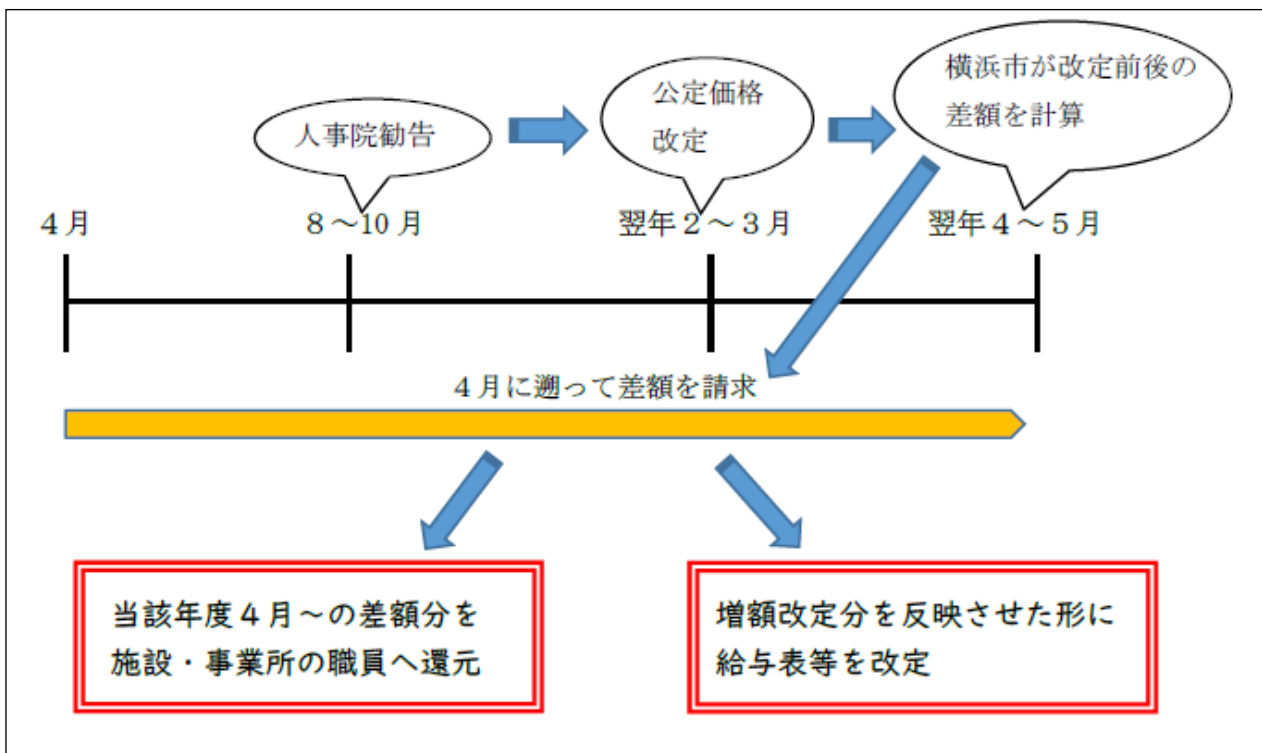 人事院勧告
公定価格
改定
横浜市が改定前後の
差額を計算
４月
８～10 月
翌年２～３月
翌年４～５月
４月に遡って差額を請求
当該年度４月～の差額分を
施設・事業所の職員へ還元
増額改定分を反映させた形に
給与表等を改定